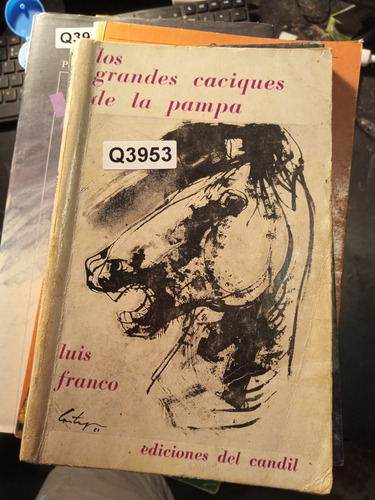 Q39
los
grandes caciques
de la pampa
Q3953
luis
franco
ediciones del candil